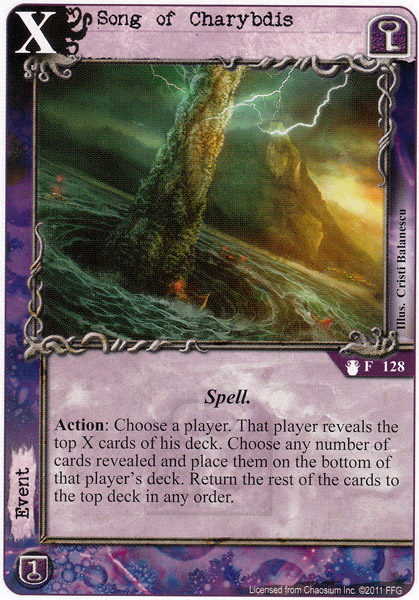 X
Song of Charybdis
Illus. Cristi Balanescu
F 128
Spell.
Action: Choose a player. That player reveals the
top X cards of his deck. Choose any number of
cards revealed and place them on the bottom of
that player's deck. Return the rest of the cards to
the top deck in any order.
Event
1
Licensed from Chaosium Inc. ©2011 FFG